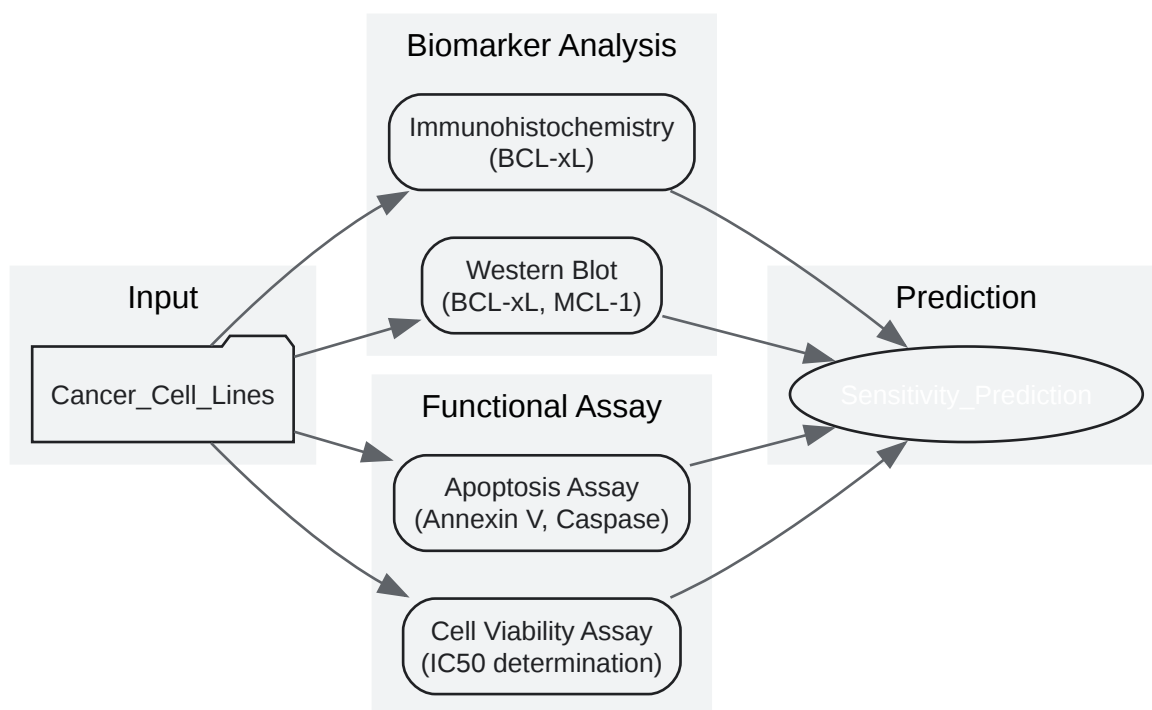 Biomarker Analysis
Immunohistochemistry
(BCL-xL)
Western Blot
(BCL-xL, MCL-1)
Input
Cancer_Cell_Lines
Prediction
Sensitivity_Prediction
Functional Assay
Apoptosis Assay
(Annexin V, Caspase)
Cell Viability Assay
(IC50 determination)